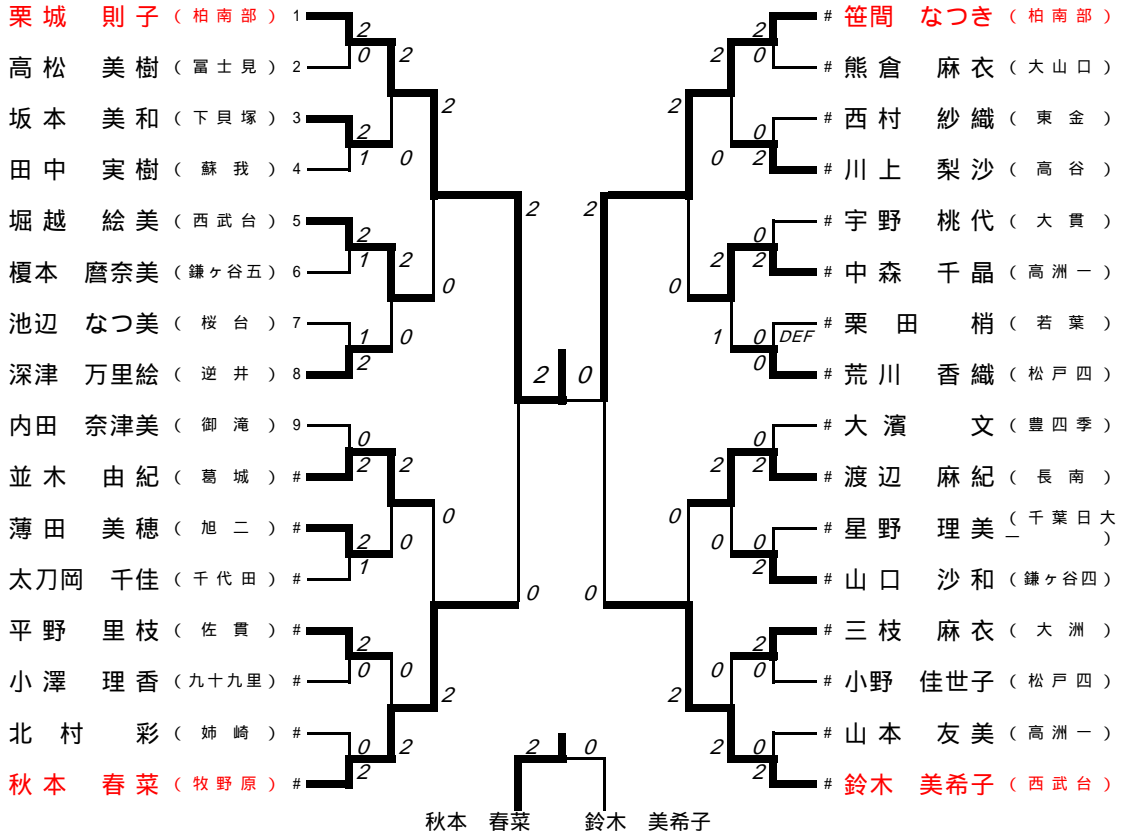 栗城 則子 (柏南部) 1
高松 美樹 (冨士見) 2
坂本 美和 (下貝塚) 3
田中 実樹 (蘇我) 4
堀越 絵美 (西武台) 5
榎本 麿奈美 (鎌ヶ谷五) 6
池辺 なつ美 (桜台) 7
深津 万里絵 (逆井) 8
内田 奈津美 (御滝) 9
並木 由紀 (葛城) #
薄田 美穂 (旭二) #
太刀岡 千佳 (千代田) #
平野 里枝 (佐貫) #
小澤 理香 (九十九里) #
北村 彩 (姉崎) #
秋本 春菜 (牧野原) #
2
0
2
2
1
0
2
2
1
2
1
2
0
0
2
0
2
2
2
1
0
0
2
0
0
0
2
2
2
0
2
0
2 0
2 0
秋本 春菜 鈴木 美希子
2
0
2
0
2
0
2
0
2
2
0
DEF
0
1
2
0
2
2
0
2
0
0
2
0
0
0
2
2
2
0
# 笹間 なつき (柏南部)
# 熊倉 麻衣 (大山口)
# 西村 紗織 (東金)
# 川上 梨沙 (高谷)
# 宇野 桃代 (大貫)
# 中森 千晶 (高洲一)
# 栗田 梢 (若葉)
# 荒川 香織 (松戸四)
# 大濱 文 (豊四季)
# 渡辺 麻紀 (長南)
# 星野 理美 (千葉日大一)
# 山口 沙和 (鎌ヶ谷四)
# 三枝 麻衣 (大洲)
# 小野 佳世子 (松戸四)
# 山本 友美 (高洲一)
# 鈴木 美希子 (西武台)